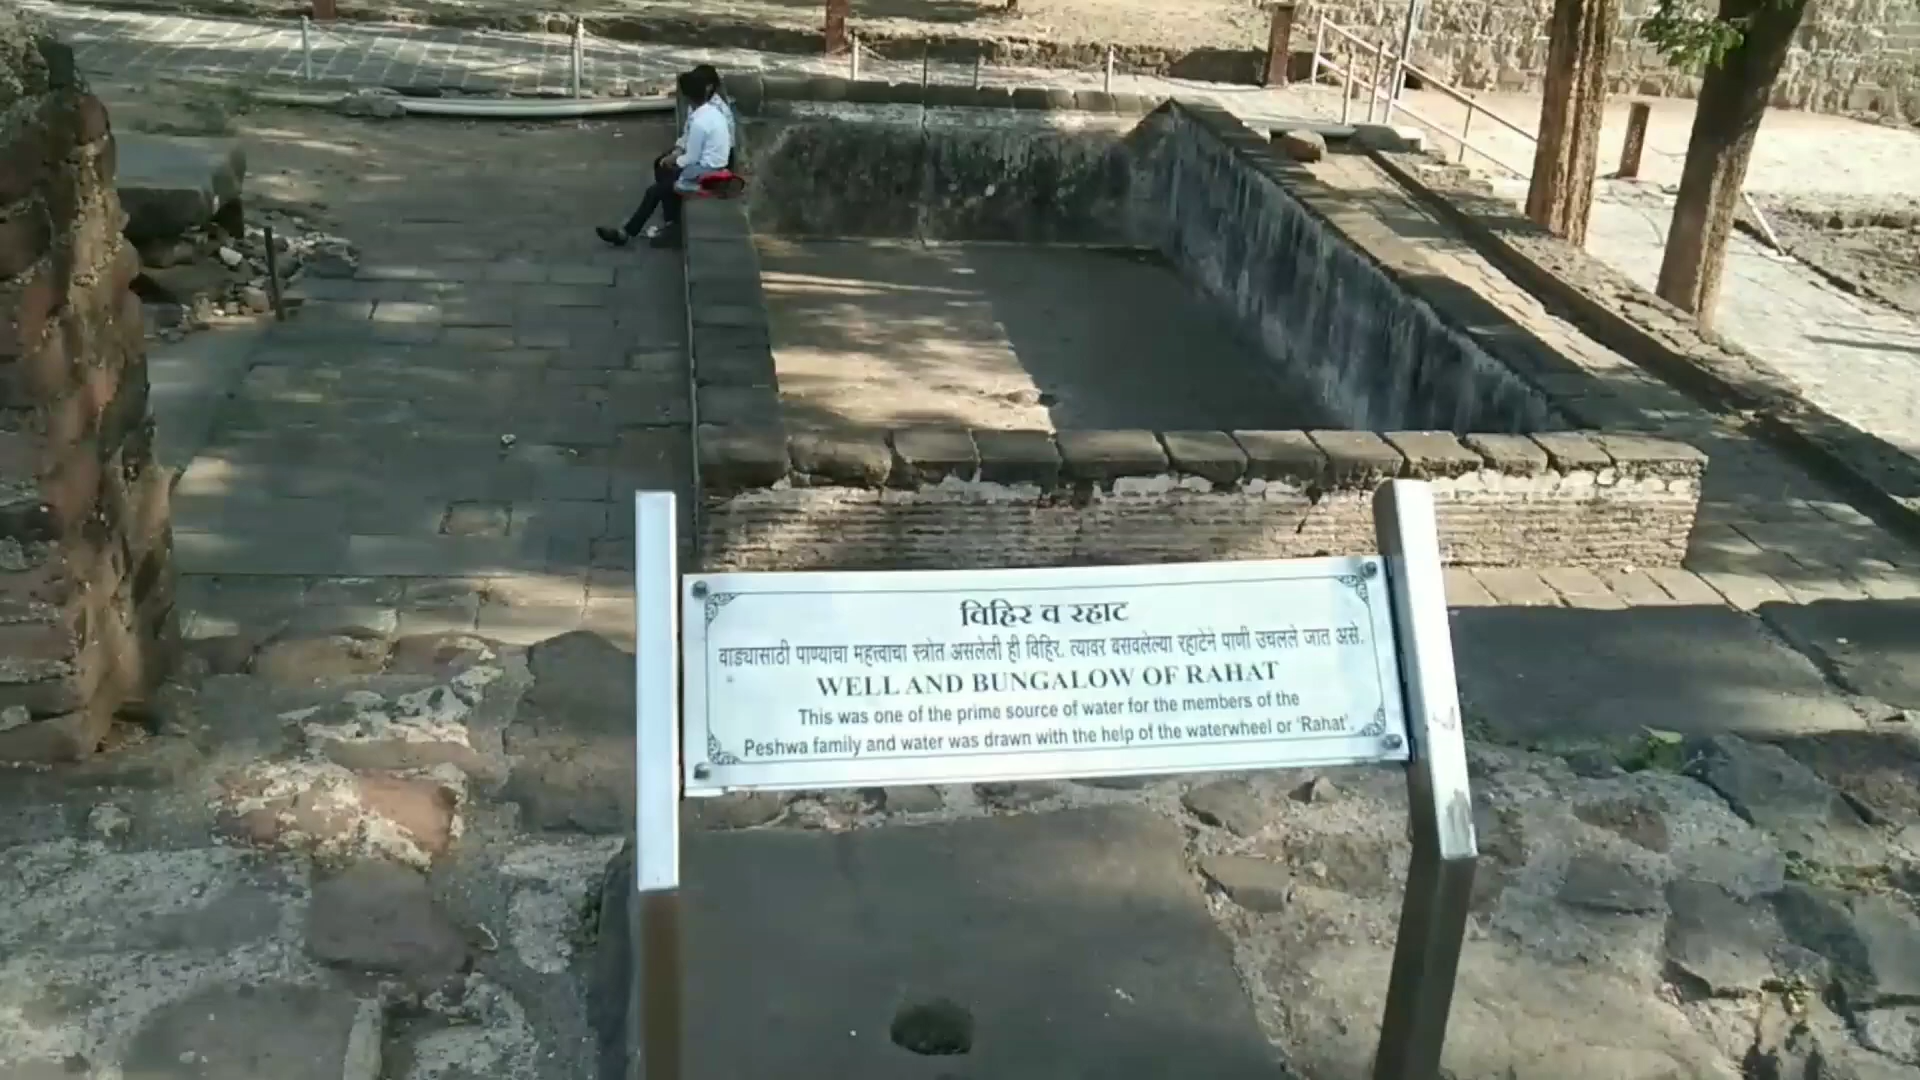 विहिर व रहाट
वाड्यासाठी पाण्याचा महत्त्वाचा स्त्रोत असलेली ही विहिर. त्यावर बसवलेल्या रहाटेने पाणी उचलले जात असे.
WELL AND BUNGALOW OF RAHAT
This was one of the prime source of water for the members of the
Peshwa family and water was drawn with the help of the waterwheel or 'Rahat'.